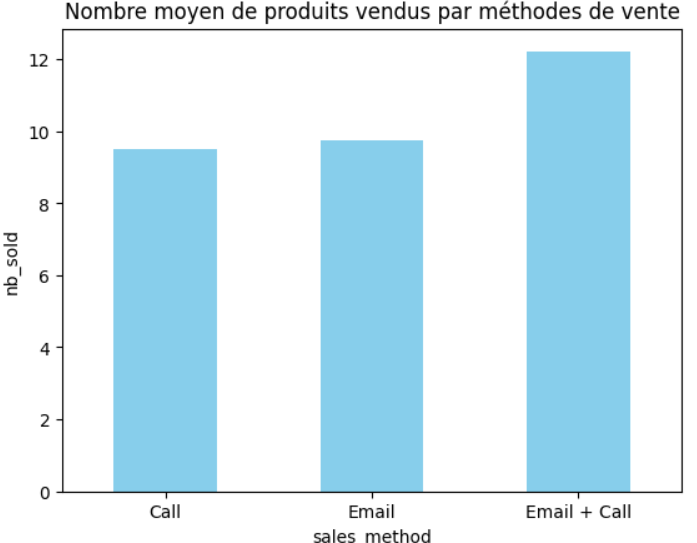 Nombre moyen de produits vendus par méthodes de vente
12
10
8
6
4
2
0
nb_sold
Call
Email
Email + Call
sales_method